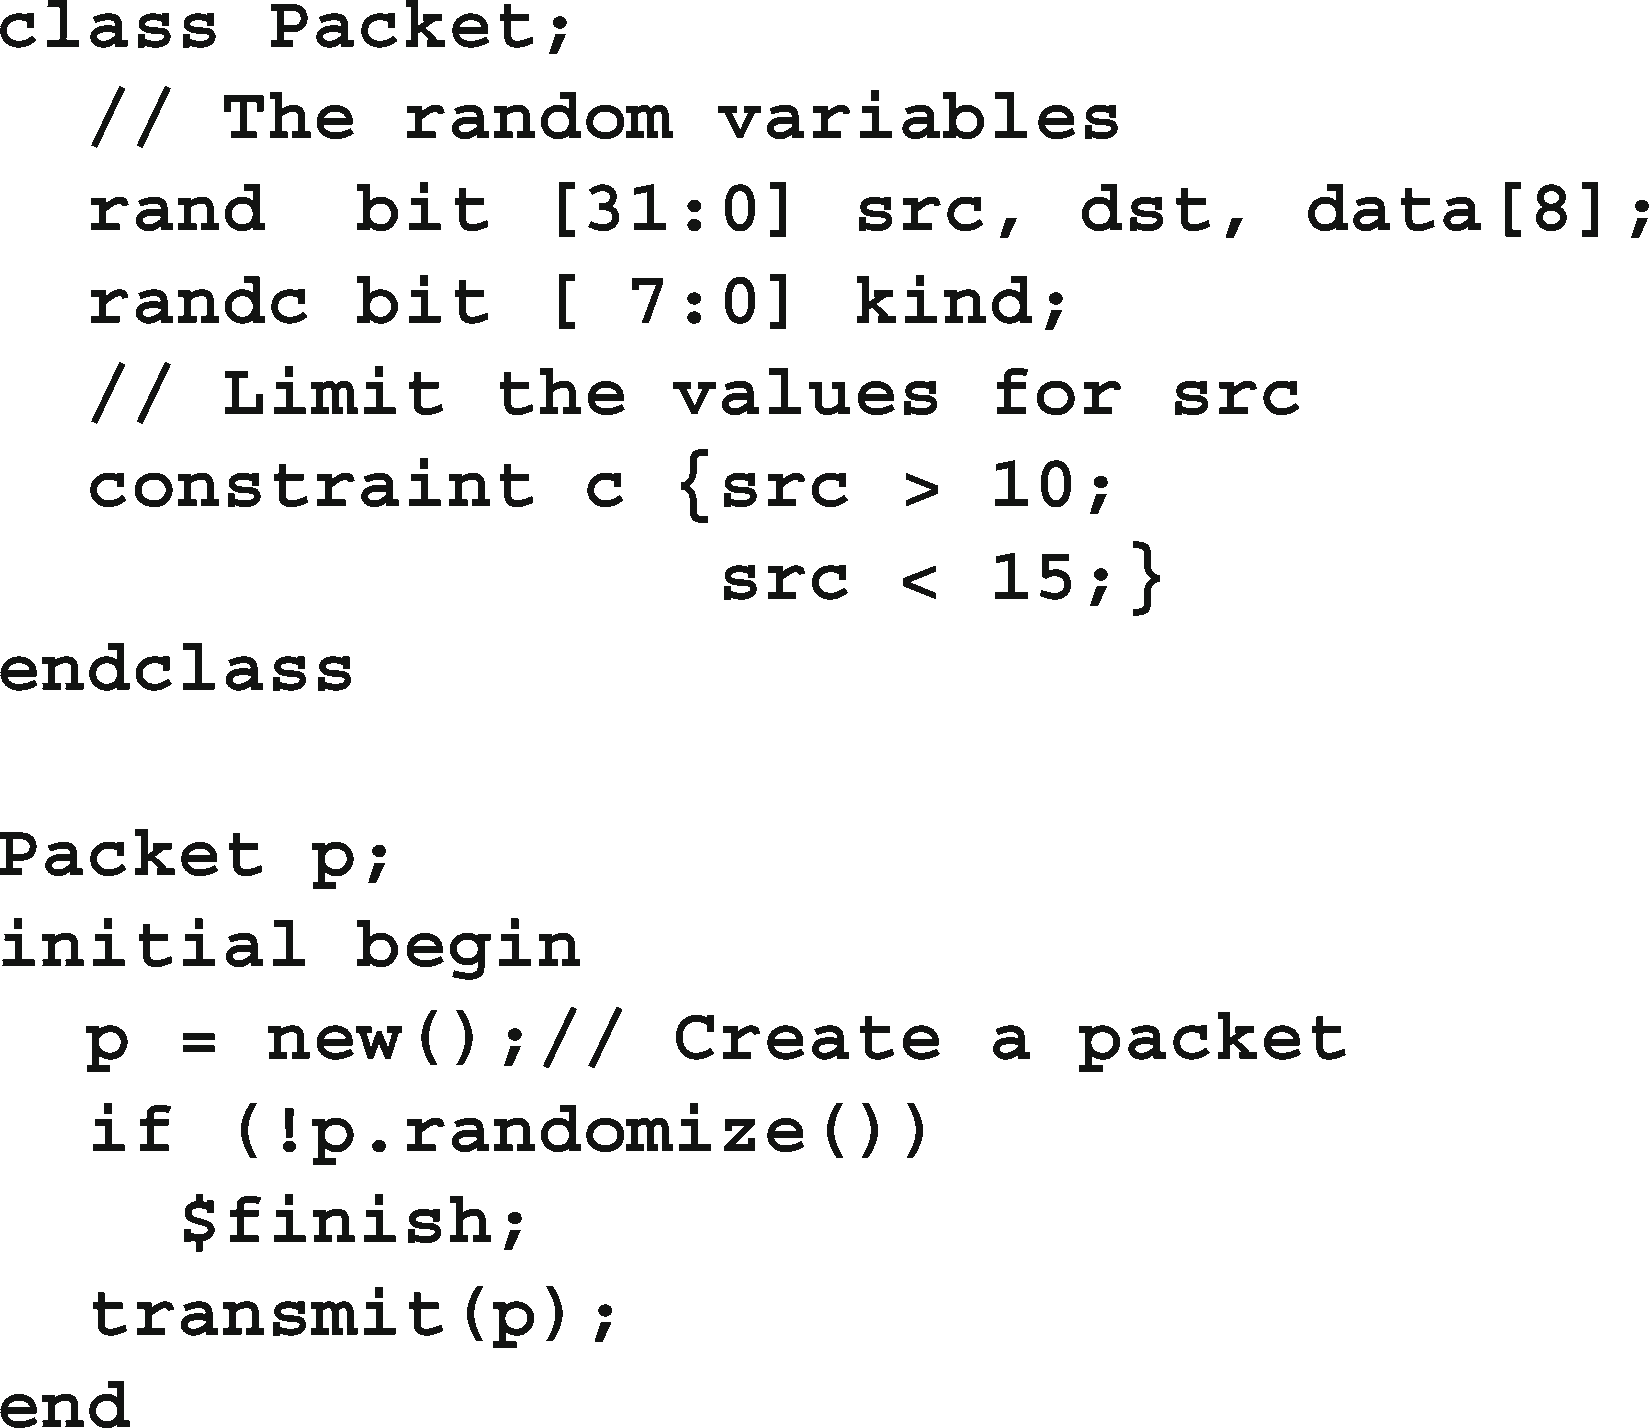 class Packet;
  // The random variables
  rand  bit [31:0] src, dst, data[8];
  randc bit [ 7:0] kind;
  // Limit the values for src
  constraint c {src > 10;
                src < 15;}
endclass

Packet p;
initial begin
  p = new();// Create a packet
  if (!p.randomize())
    $finish;
  transmit(p);
end